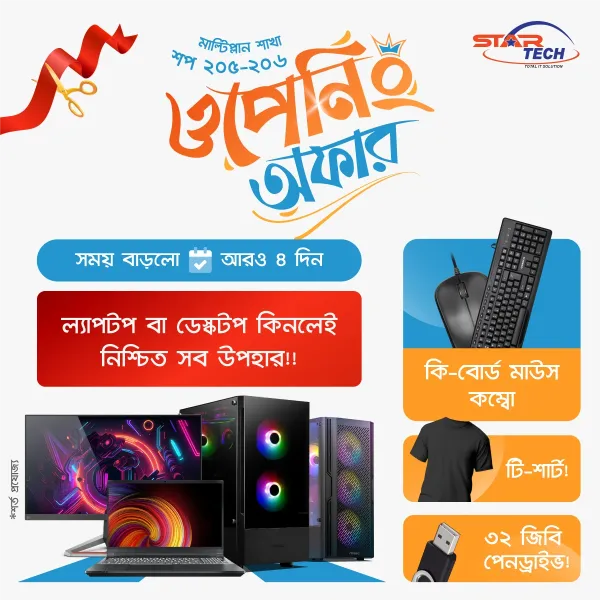 মাল্টিপ্লান শাখা
শপ ২০৫-২০৬
ওপেনিং
অফার
STAR
TECH
TOTAL IT SOLUTION
সময় বাড়লো আরও ৪ দিন
ল্যাপটপ বা ডেস্কটপ কিনলেই
নিশ্চিত সব উপহার!!
কি-বোর্ড মাউস
কম্বো
টি-শার্ট!
৩২ জিবি
পেনড্রাইভ!
*শর্ত প্রযোজ্য